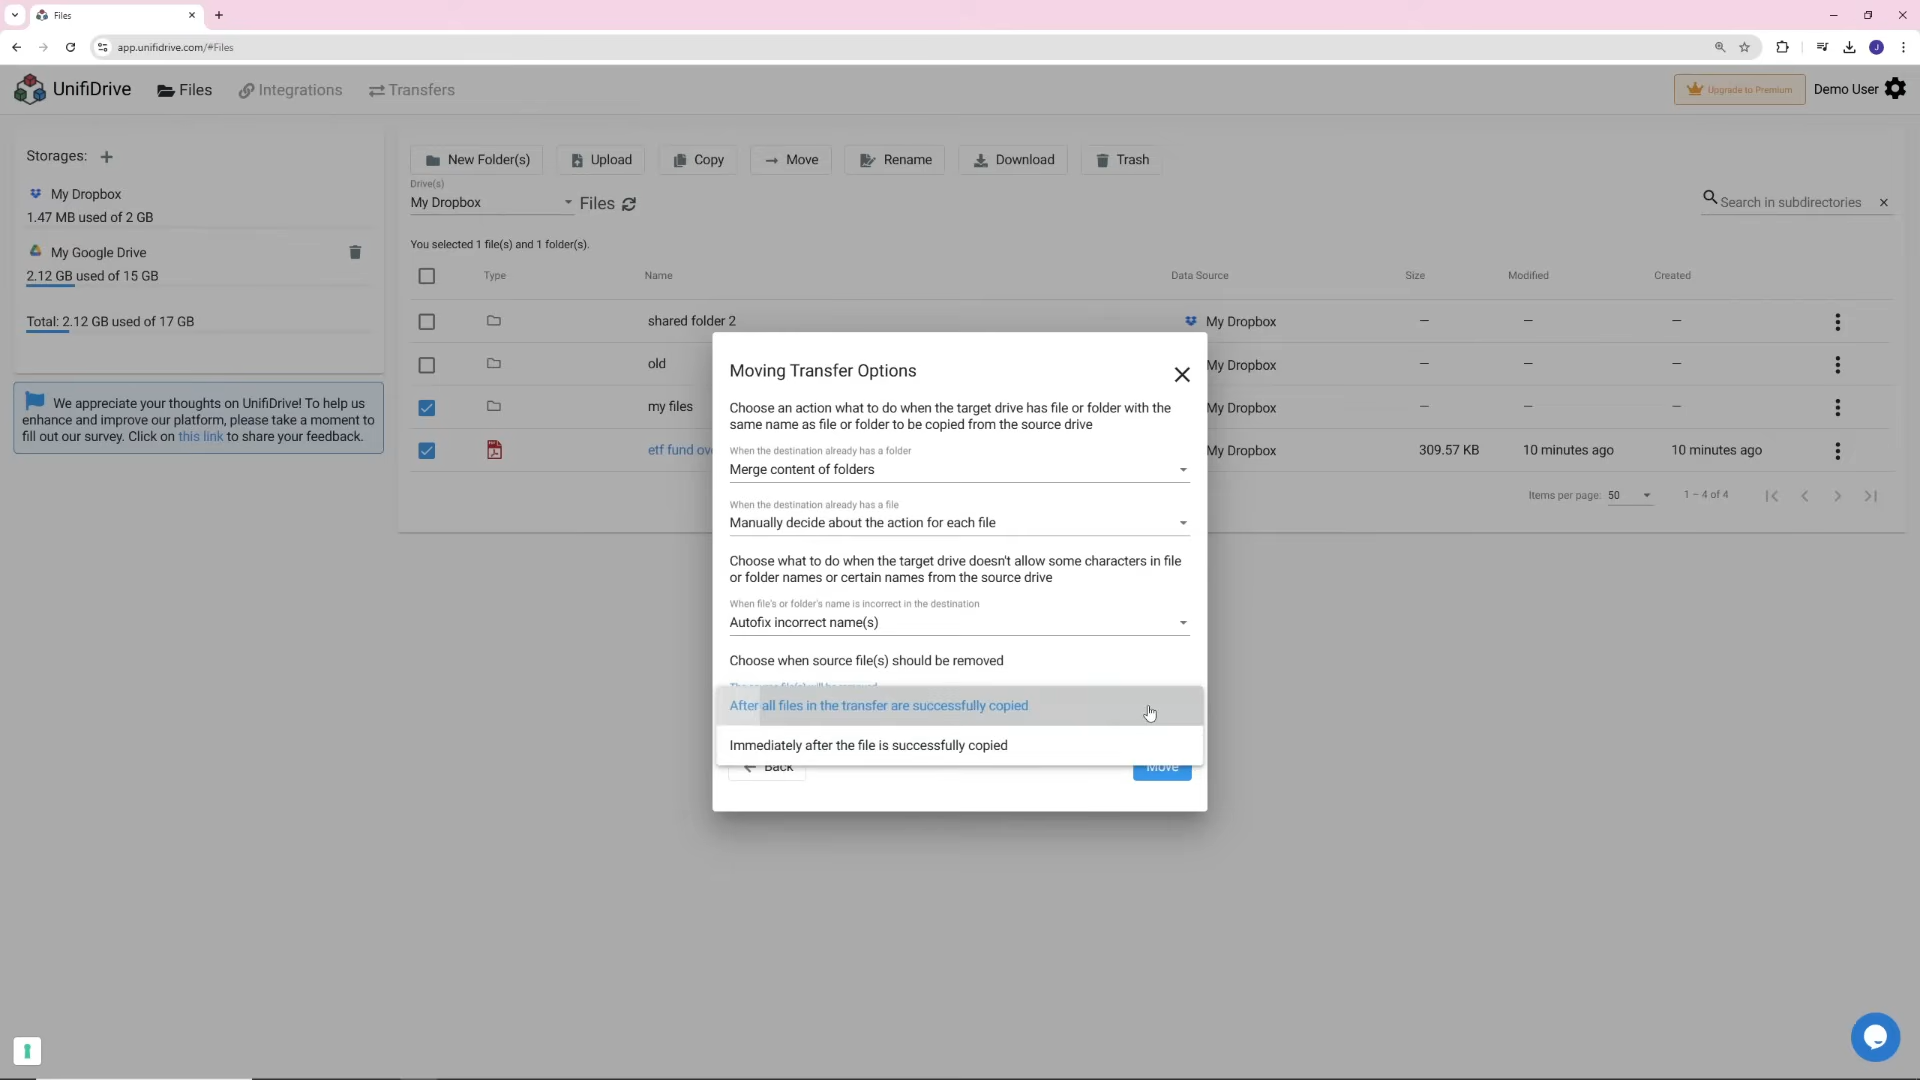 Files
app.unifidrive.com/#Files
J
UnifiDrive
Files
Integrations
Transfers
Upgrade to Premium
Demo User
Storages:
My Dropbox
1.47 MB used of 2 GB
My Google Drive
2.12 GB used of 15 GB
Total: 2.12 GB used of 17 GB
We appreciate your thoughts on UnifiDrive! To help us
enhance and improve our platform, please take a moment to
fill out our survey. Click on this link to share your feedback.
New Folder(s)
Upload
Copy
Move
Rename
Download
Trash
Drive(s)
My Dropbox
Files
Search in subdirectories
You selected 1 file(s) and 1 folder(s).
Type Name Data Source Size Modified Created
shared folder 2 My Dropbox – – –
old My Dropbox – – –
my files My Dropbox – – –
etf fund My Dropbox 309.57 KB 10 minutes ago 10 minutes ago
Items per page: 50 1 – 4 of 4
Moving Transfer Options
Choose an action what to do when the target drive has file or folder with the
same name as file or folder to be copied from the source drive
When the destination already has a folder
Merge content of folders
When the destination already has a file
Manually decide about the action for each file
Choose what to do when the target drive doesn't allow some characters in file
or folder names or certain names from the source drive
When file's or folder's name is incorrect in the destination
Autofix incorrect name(s)
Choose when source file(s) should be removed
After all files in the transfer are successfully copied
Immediately after the file is successfully copied
Back
Move